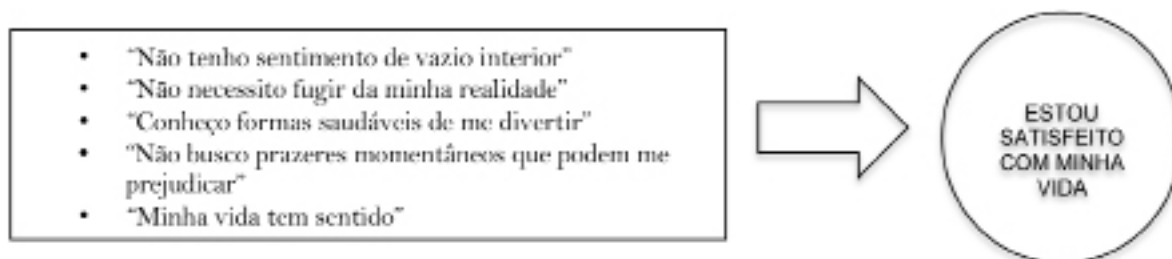 • “Não tenho sentimento de vazio interior”
• “Não necessito fugir da minha realidade”
• “Conheço formas saudáveis de me divertir”
• “Não busco prazeres momentâneos que podem me
prejudicar”
• “Minha vida tem sentido”
ESTOU
SATISFEITO
COM MINHA
VIDA